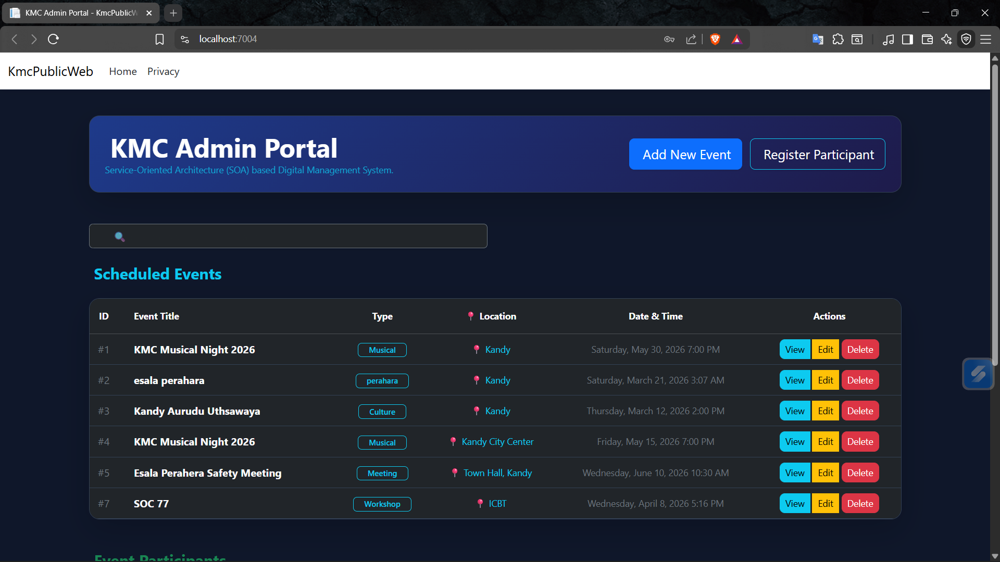 KMC Admin Portal - KmcPublicW
localhost:7004
KmcPublicWeb Home Privacy
KMC Admin Portal
Service-Oriented Architecture (SOA) based Digital Management System.
Add New Event Register Participant
Scheduled Events
ID Event Title Type Location Date & Time Actions
#1 KMC Musical Night 2026 Musical Kandy Saturday, May 30, 2026 7:00 PM View Edit Delete
#2 esala perahara perahara Kandy Saturday, March 21, 2026 3:07 AM View Edit Delete
#3 Kandy Aurudu Uthsawaya Culture Kandy Thursday, March 12, 2026 2:00 PM View Edit Delete
#4 KMC Musical Night 2026 Musical Kandy City Center Friday, May 15, 2026 7:00 PM View Edit Delete
#5 Esala Perahera Safety Meeting Meeting Town Hall, Kandy Wednesday, June 10, 2026 10:30 AM View Edit Delete
#7 SOC 77 Workshop ICBT Wednesday, April 8, 2026 5:16 PM View Edit Delete
Event Participants